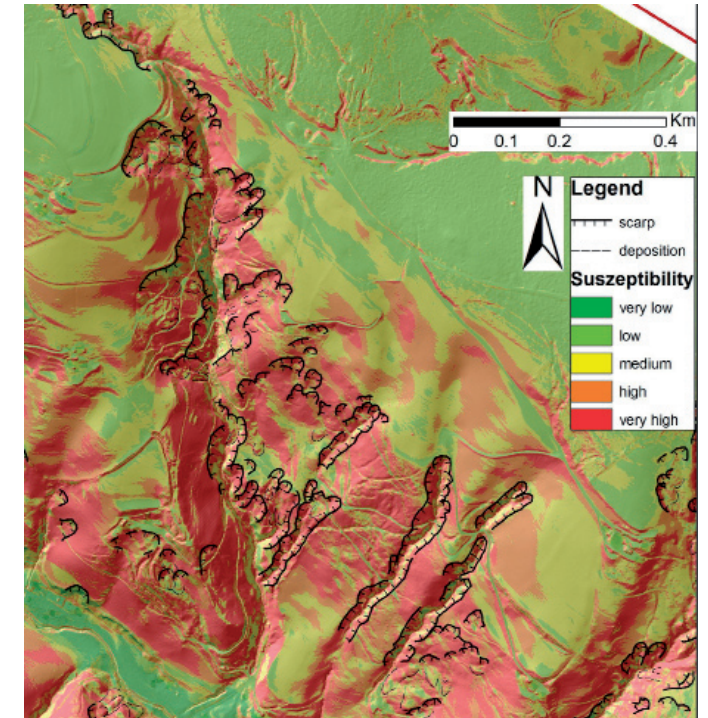 Km
0 0.1 0.2 0.4
N
Legend
scarp
deposition
Suszeptibility
very low
low
medium
high
very high